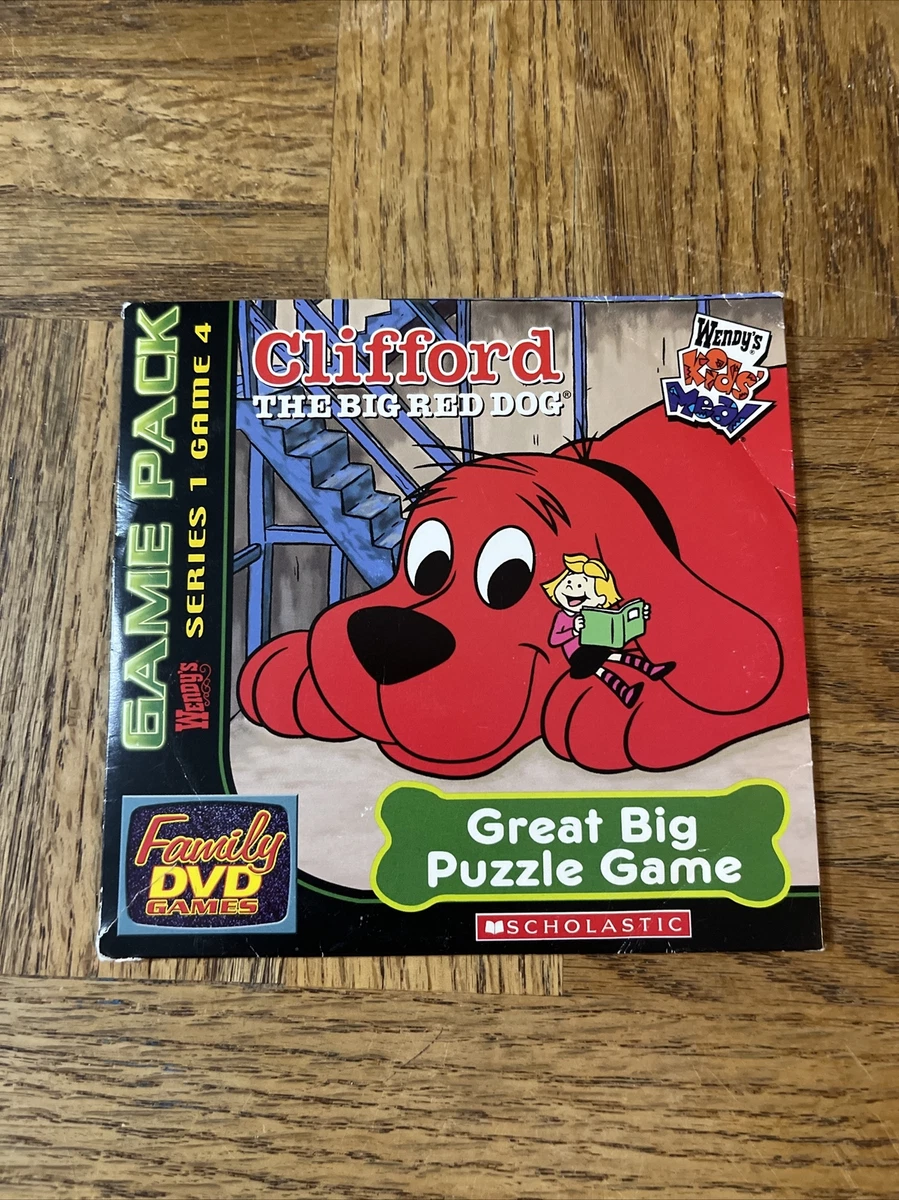 GAME PACK
SERIES 1 GAME 4
Wendy's
Clifford
THE BIG RED DOG®
Wendy's®
Kids'
Meal
Great Big
Puzzle Game
Family
DVD
GAMES
SCHOLASTIC